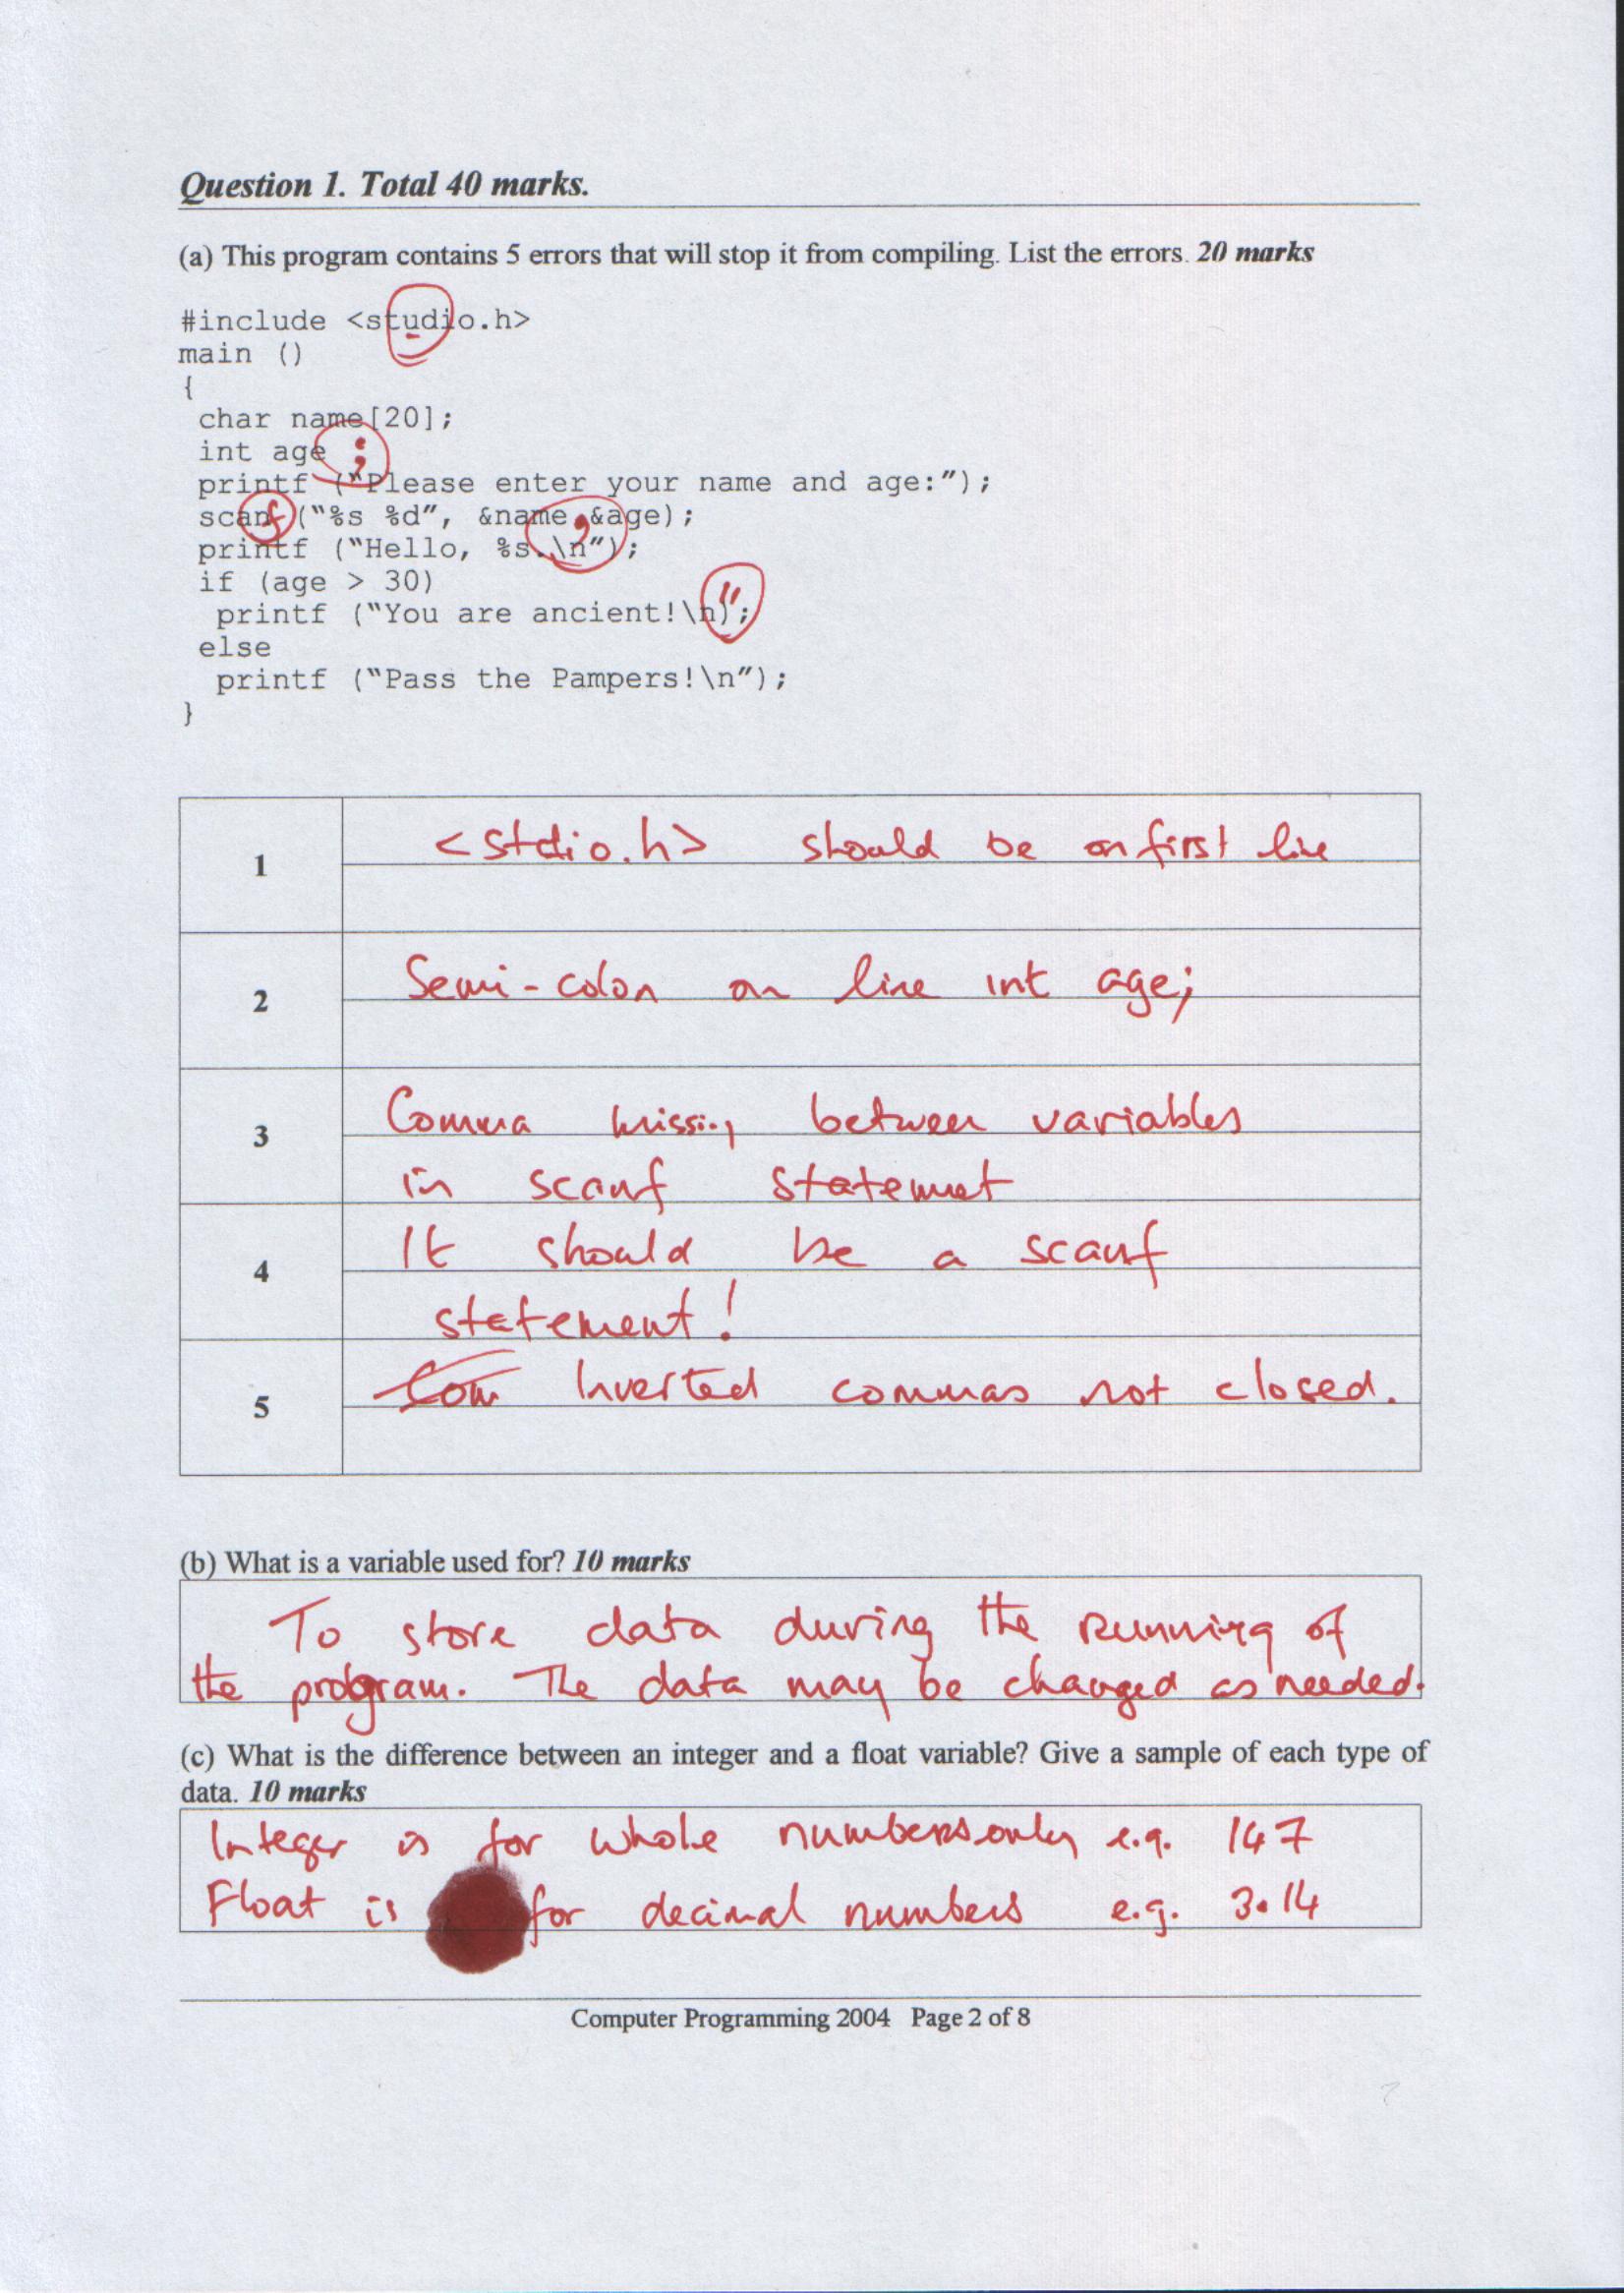 Question 1. Total 40 marks.
(a) This program contains 5 errors that will stop it from compiling. List the errors. 20 marks
#include <studio.h>
main ()
{
char name[20];
int age ;
printf ("Please enter your name and age:");
scanf ("%s %d", &name , &age);
printf ("Hello, %s.\n");
if (age > 30)
printf ("You are ancient!\n");
else
printf ("Pass the Pampers!\n");
}
1 <stdio.h> should be on first line
2 Semi-colon on line int age;
3 Comma missing between variables
in scanf statement
4 It should be a scanf
statement!
5 Com Inverted commas not closed.
(b) What is a variable used for? 10 marks
To store data during the running of
the program. The data may be changed as needed.
(c) What is the difference between an integer and a float variable? Give a sample of each type of
data. 10 marks
Integer is for whole numbers only e.g. 147
Float is for decimal numbers e.g. 3.14
Computer Programming 2004 Page 2 of 8